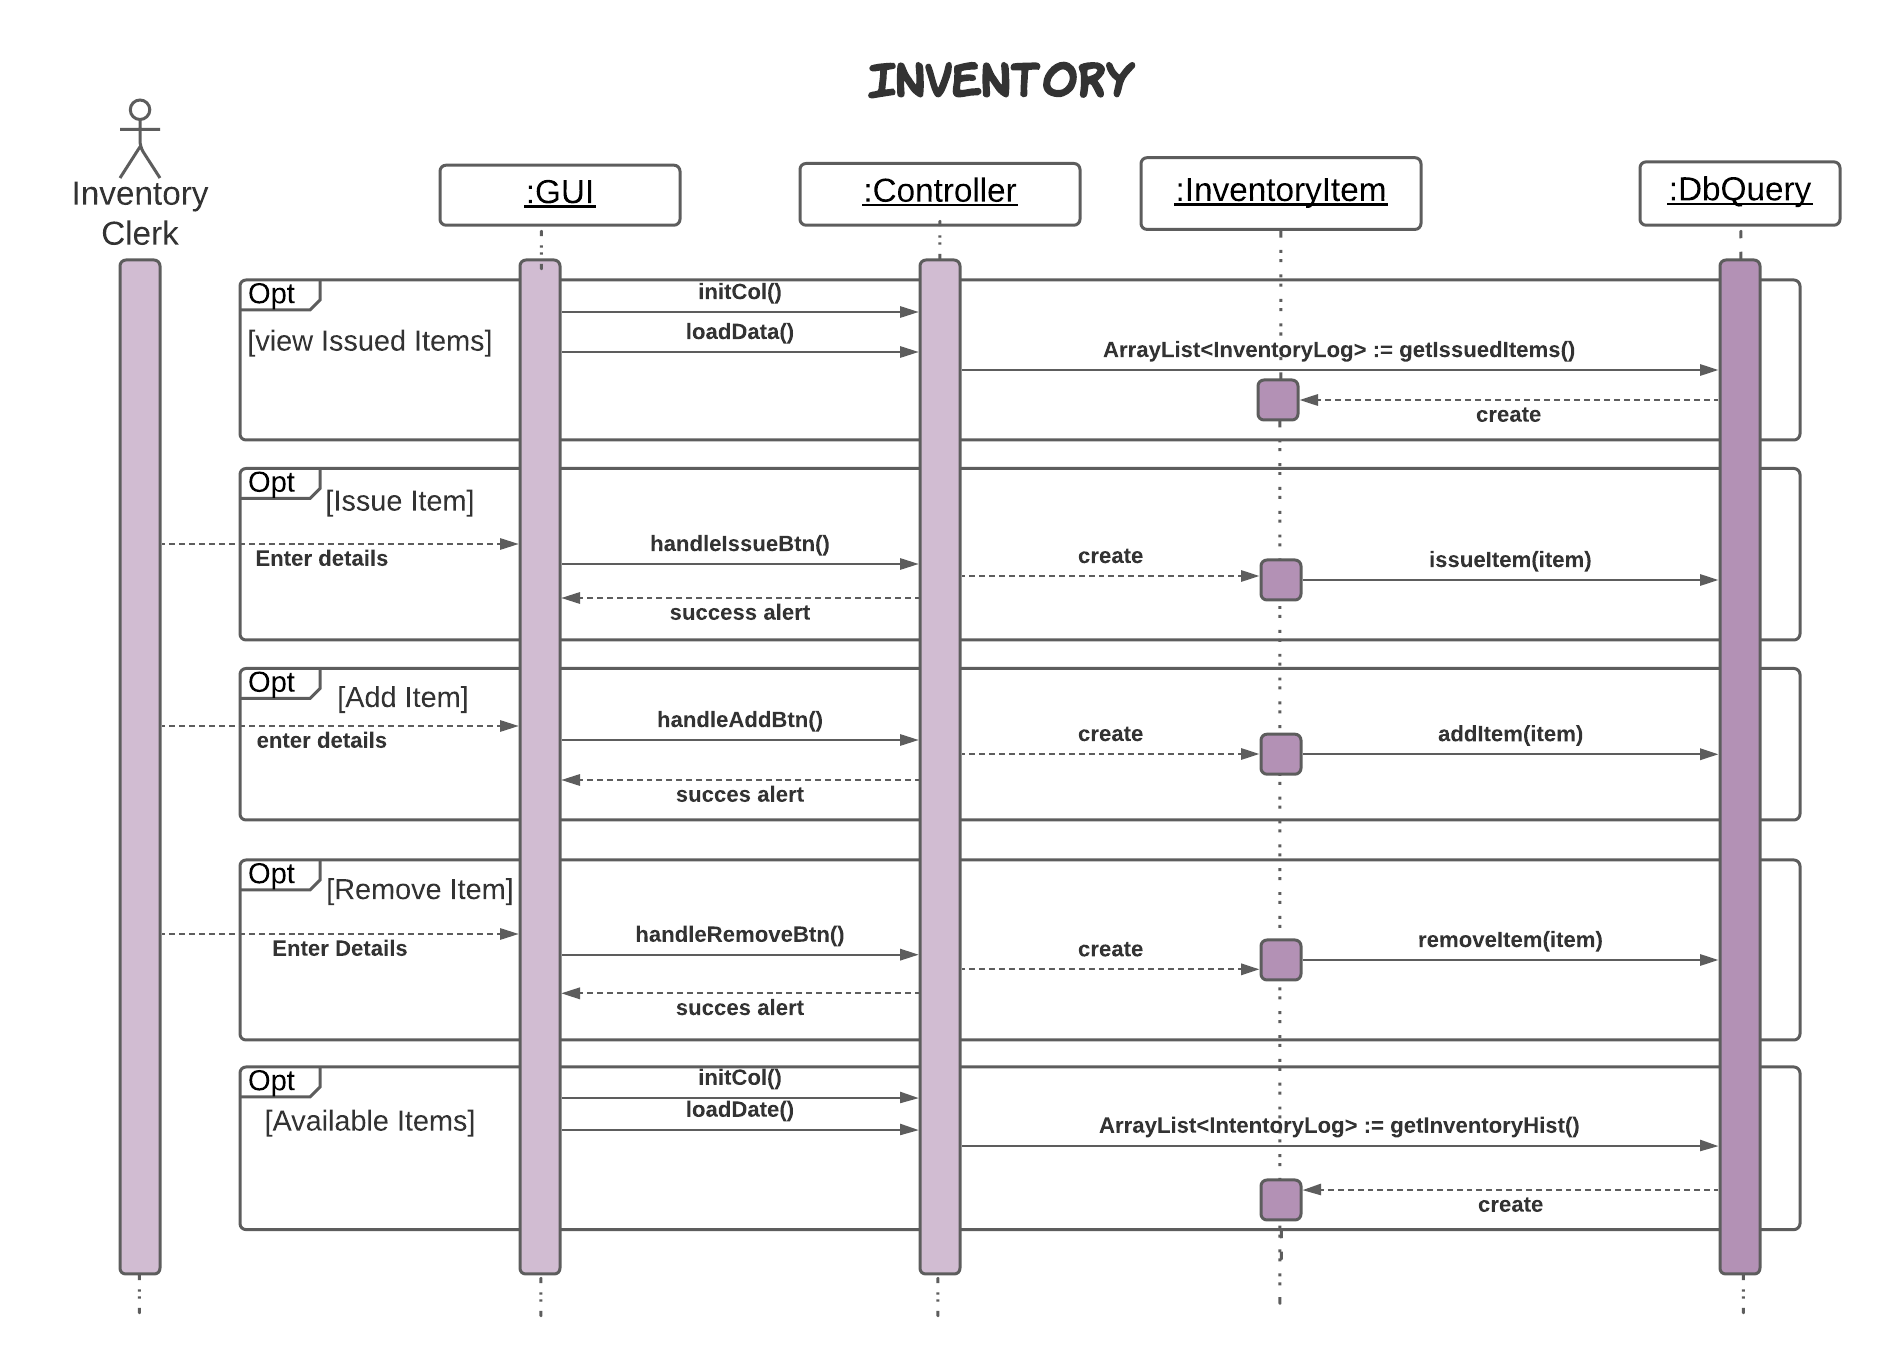 INVENTORY
Inventory
Clerk
:GUI
:Controller
:InventoryItem
:DbQuery
Opt
[view Issued Items]
initCol()
loadData()
ArrayList<InventoryLog> := getIssuedItems()
create
Opt
[Issue Item]
Enter details
handleIssueBtn()
create
issueItem(item)
success alert
Opt
[Add Item]
enter details
handleAddBtn()
create
addItem(item)
succes alert
Opt
[Remove Item]
Enter Details
handleRemoveBtn()
create
removeItem(item)
succes alert
Opt
[Available Items]
initCol()
loadDate()
ArrayList<IntentoryLog> := getInventoryHist()
create